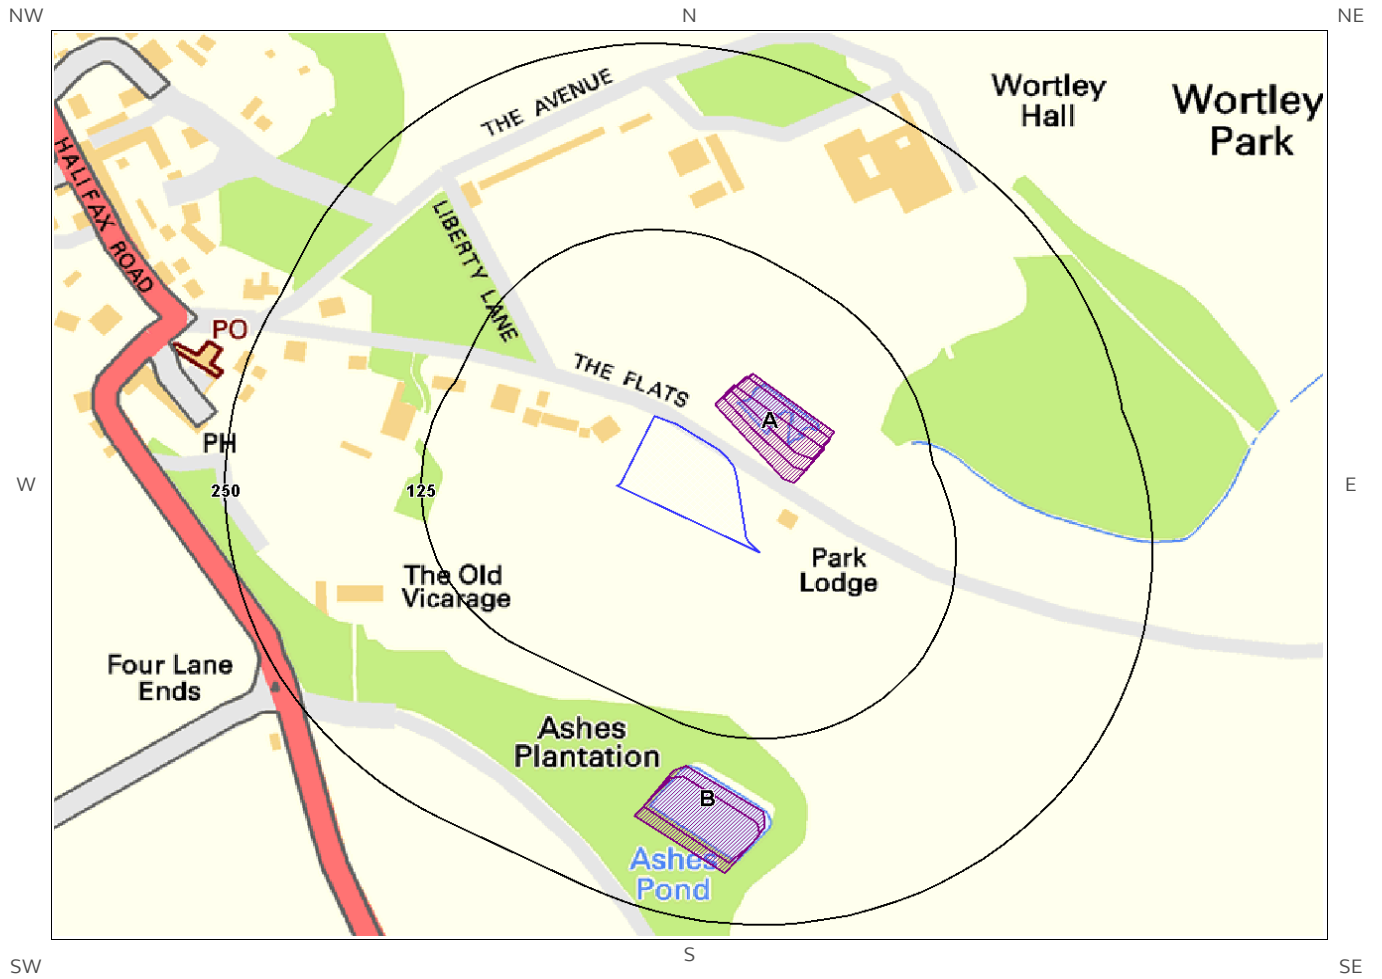 NW
N
NE
THE AVENUE
Wortley
Hall
Wortley
Park
HALIFAX ROAD
LIBERTY LANE
PO
THE FLATS
A
PH
W
250
125
E
Park
Lodge
The Old
Vicarage
Four Lane
Ends
Ashes
Plantation
B
Ashes
Pond
SW
S
SE